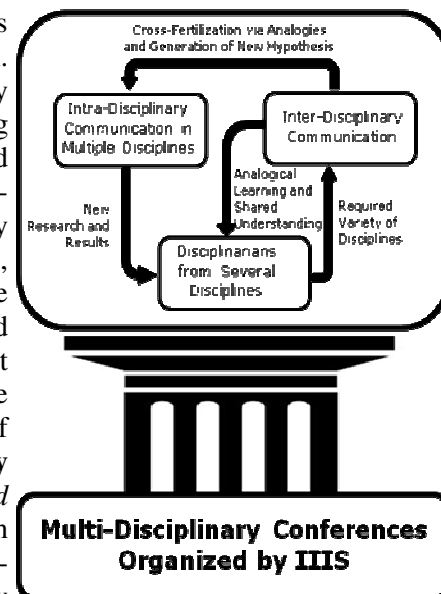 Cross-Fertilization via Analogies
and Generation of New Hypothesis
Intra-Disciplinary
Communication in
Multiple Disciplines
Inter-Disciplinary
Communication
New
Research and
Results
Analogical
Learning and
Shared
Understanding
Required
Variety of
Disciplines
Disciplinarians
from Several
Disciplines
Multi-Disciplinary Conferences
Organized by IIIS